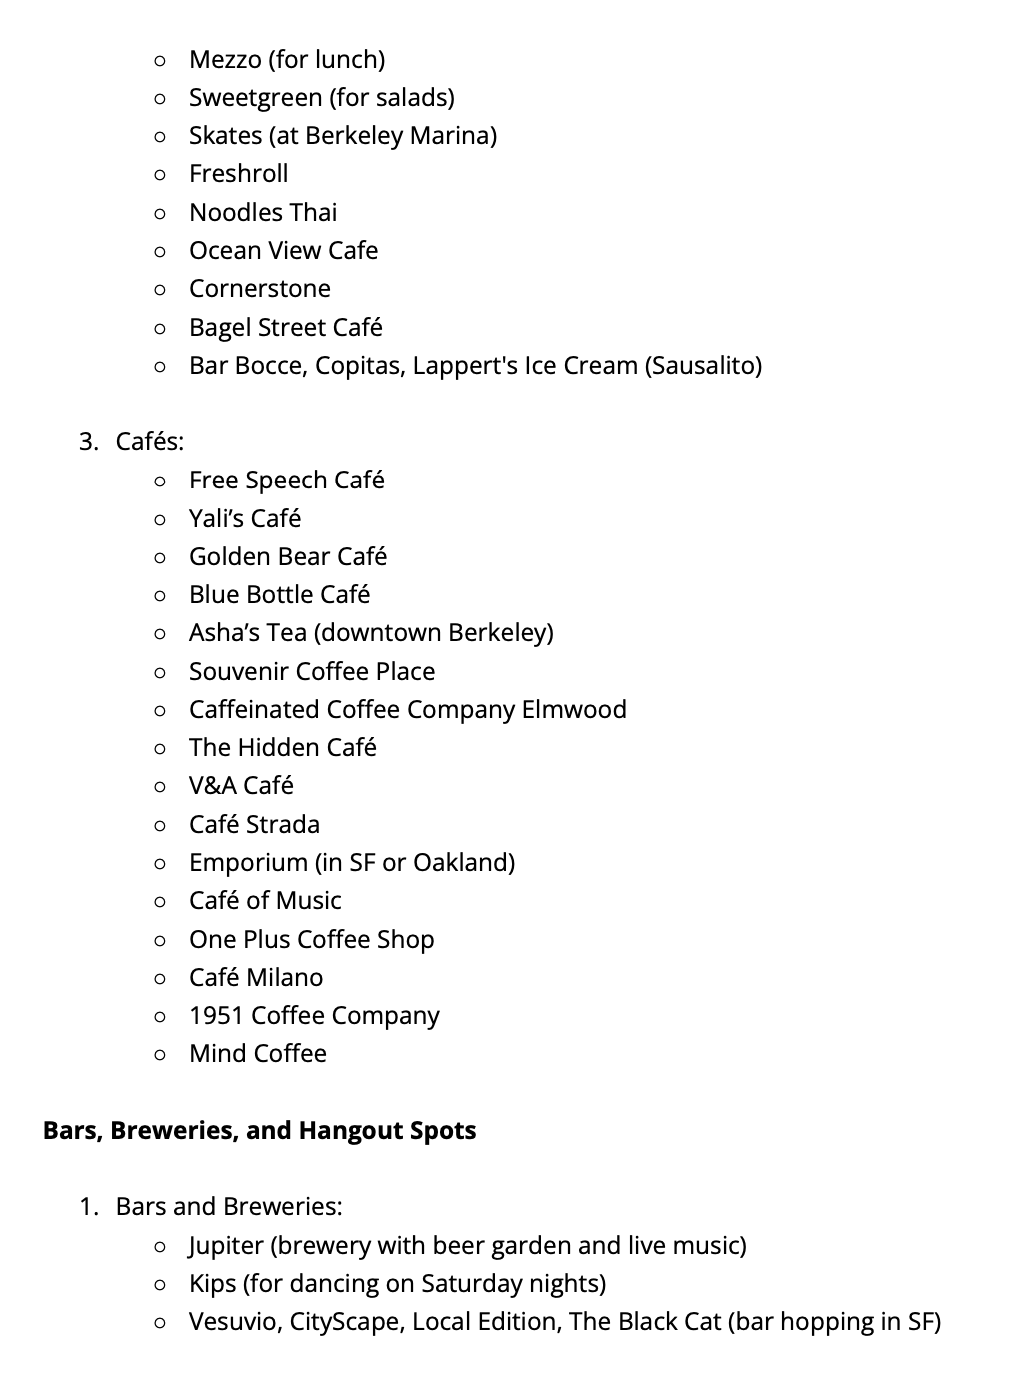 ○ Mezzo (for lunch)
○ Sweetgreen (for salads)
○ Skates (at Berkeley Marina)
○ Freshroll
○ Noodles Thai
○ Ocean View Cafe
○ Cornerstone
○ Bagel Street Café
○ Bar Bocce, Copitas, Lappert's Ice Cream (Sausalito)
3. Cafés:
○ Free Speech Café
○ Yali’s Café
○ Golden Bear Café
○ Blue Bottle Café
○ Asha’s Tea (downtown Berkeley)
○ Souvenir Coffee Place
○ Caffeinated Coffee Company Elmwood
○ The Hidden Café
○ V&A Café
○ Café Strada
○ Emporium (in SF or Oakland)
○ Café of Music
○ One Plus Coffee Shop
○ Café Milano
○ 1951 Coffee Company
○ Mind Coffee
Bars, Breweries, and Hangout Spots
1. Bars and Breweries:
○ Jupiter (brewery with beer garden and live music)
○ Kips (for dancing on Saturday nights)
○ Vesuvio, CityScape, Local Edition, The Black Cat (bar hopping in SF)